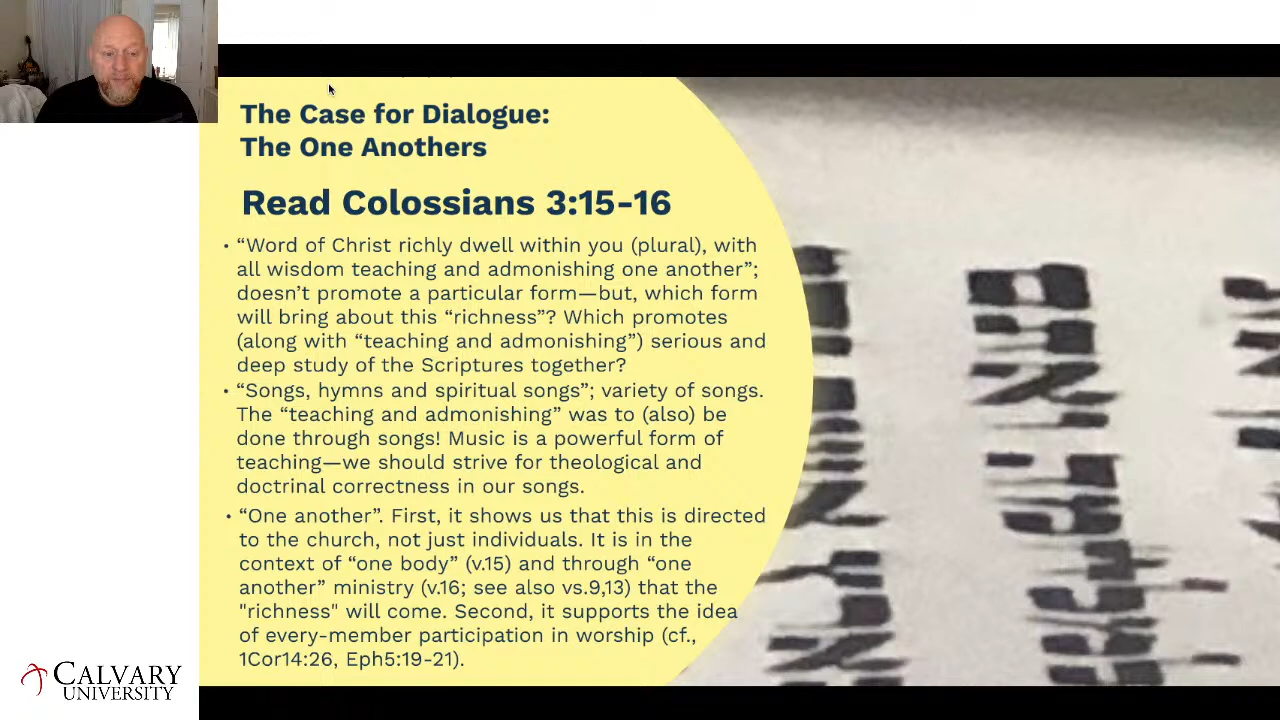 The Case for Dialogue:
The One Anothers
Read Colossians 3:15-16
• “Word of Christ richly dwell within you (plural), with
all wisdom teaching and admonishing one another”;
doesn’t promote a particular form—but, which form
will bring about this “richness”? Which promotes
(along with “teaching and admonishing”) serious and
deep study of the Scriptures together?
• “Songs, hymns and spiritual songs”; variety of songs.
The “teaching and admonishing” was to (also) be
done through songs! Music is a powerful form of
teaching—we should strive for theological and
doctrinal correctness in our songs.
• “One another”. First, it shows us that this is directed
to the church, not just individuals. It is in the
context of “one body” (v.15) and through “one
another” ministry (v.16; see also vs.9,13) that the
"richness" will come. Second, it supports the idea
of every-member participation in worship (cf.,
1Cor14:26, Eph5:19-21).
CALVARY
UNIVERSITY